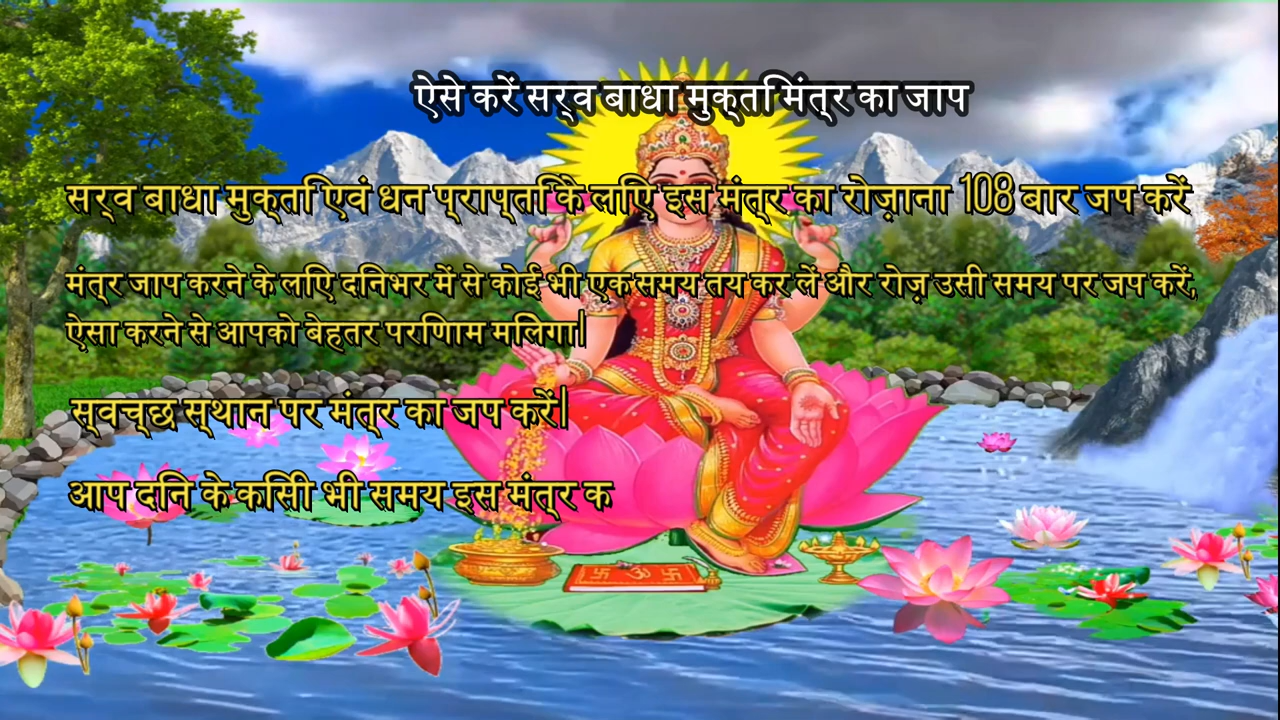 ऐसे करें सर्व बाधा मुक्ति मंत्र का जाप
सर्व बाधा मुक्ति एवं धन प्राप्ति के लिए इस मंत्र का रोज़ाना 108 बार जप करें
मंत्र जाप करने के लिए दिनभर में से कोई भी एक समय तय कर लें और रोज़ उसी समय पर जप करें,
ऐसा करने से आपको बेहतर परिणाम मिलेगा|
स्वच्छ स्थान पर मंत्र का जप करें|
आप दिन के किसी भी समय इस मंत्र क